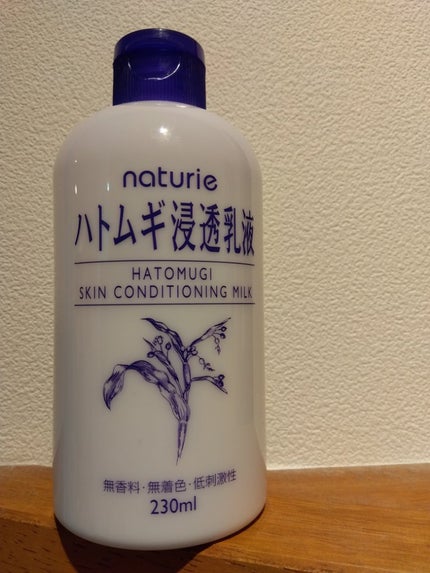 naturie
ハトムギ浸透乳液
HATOMUGI
SKIN CONDITIONING MILK
無香料・無着色・低刺激性
230ml